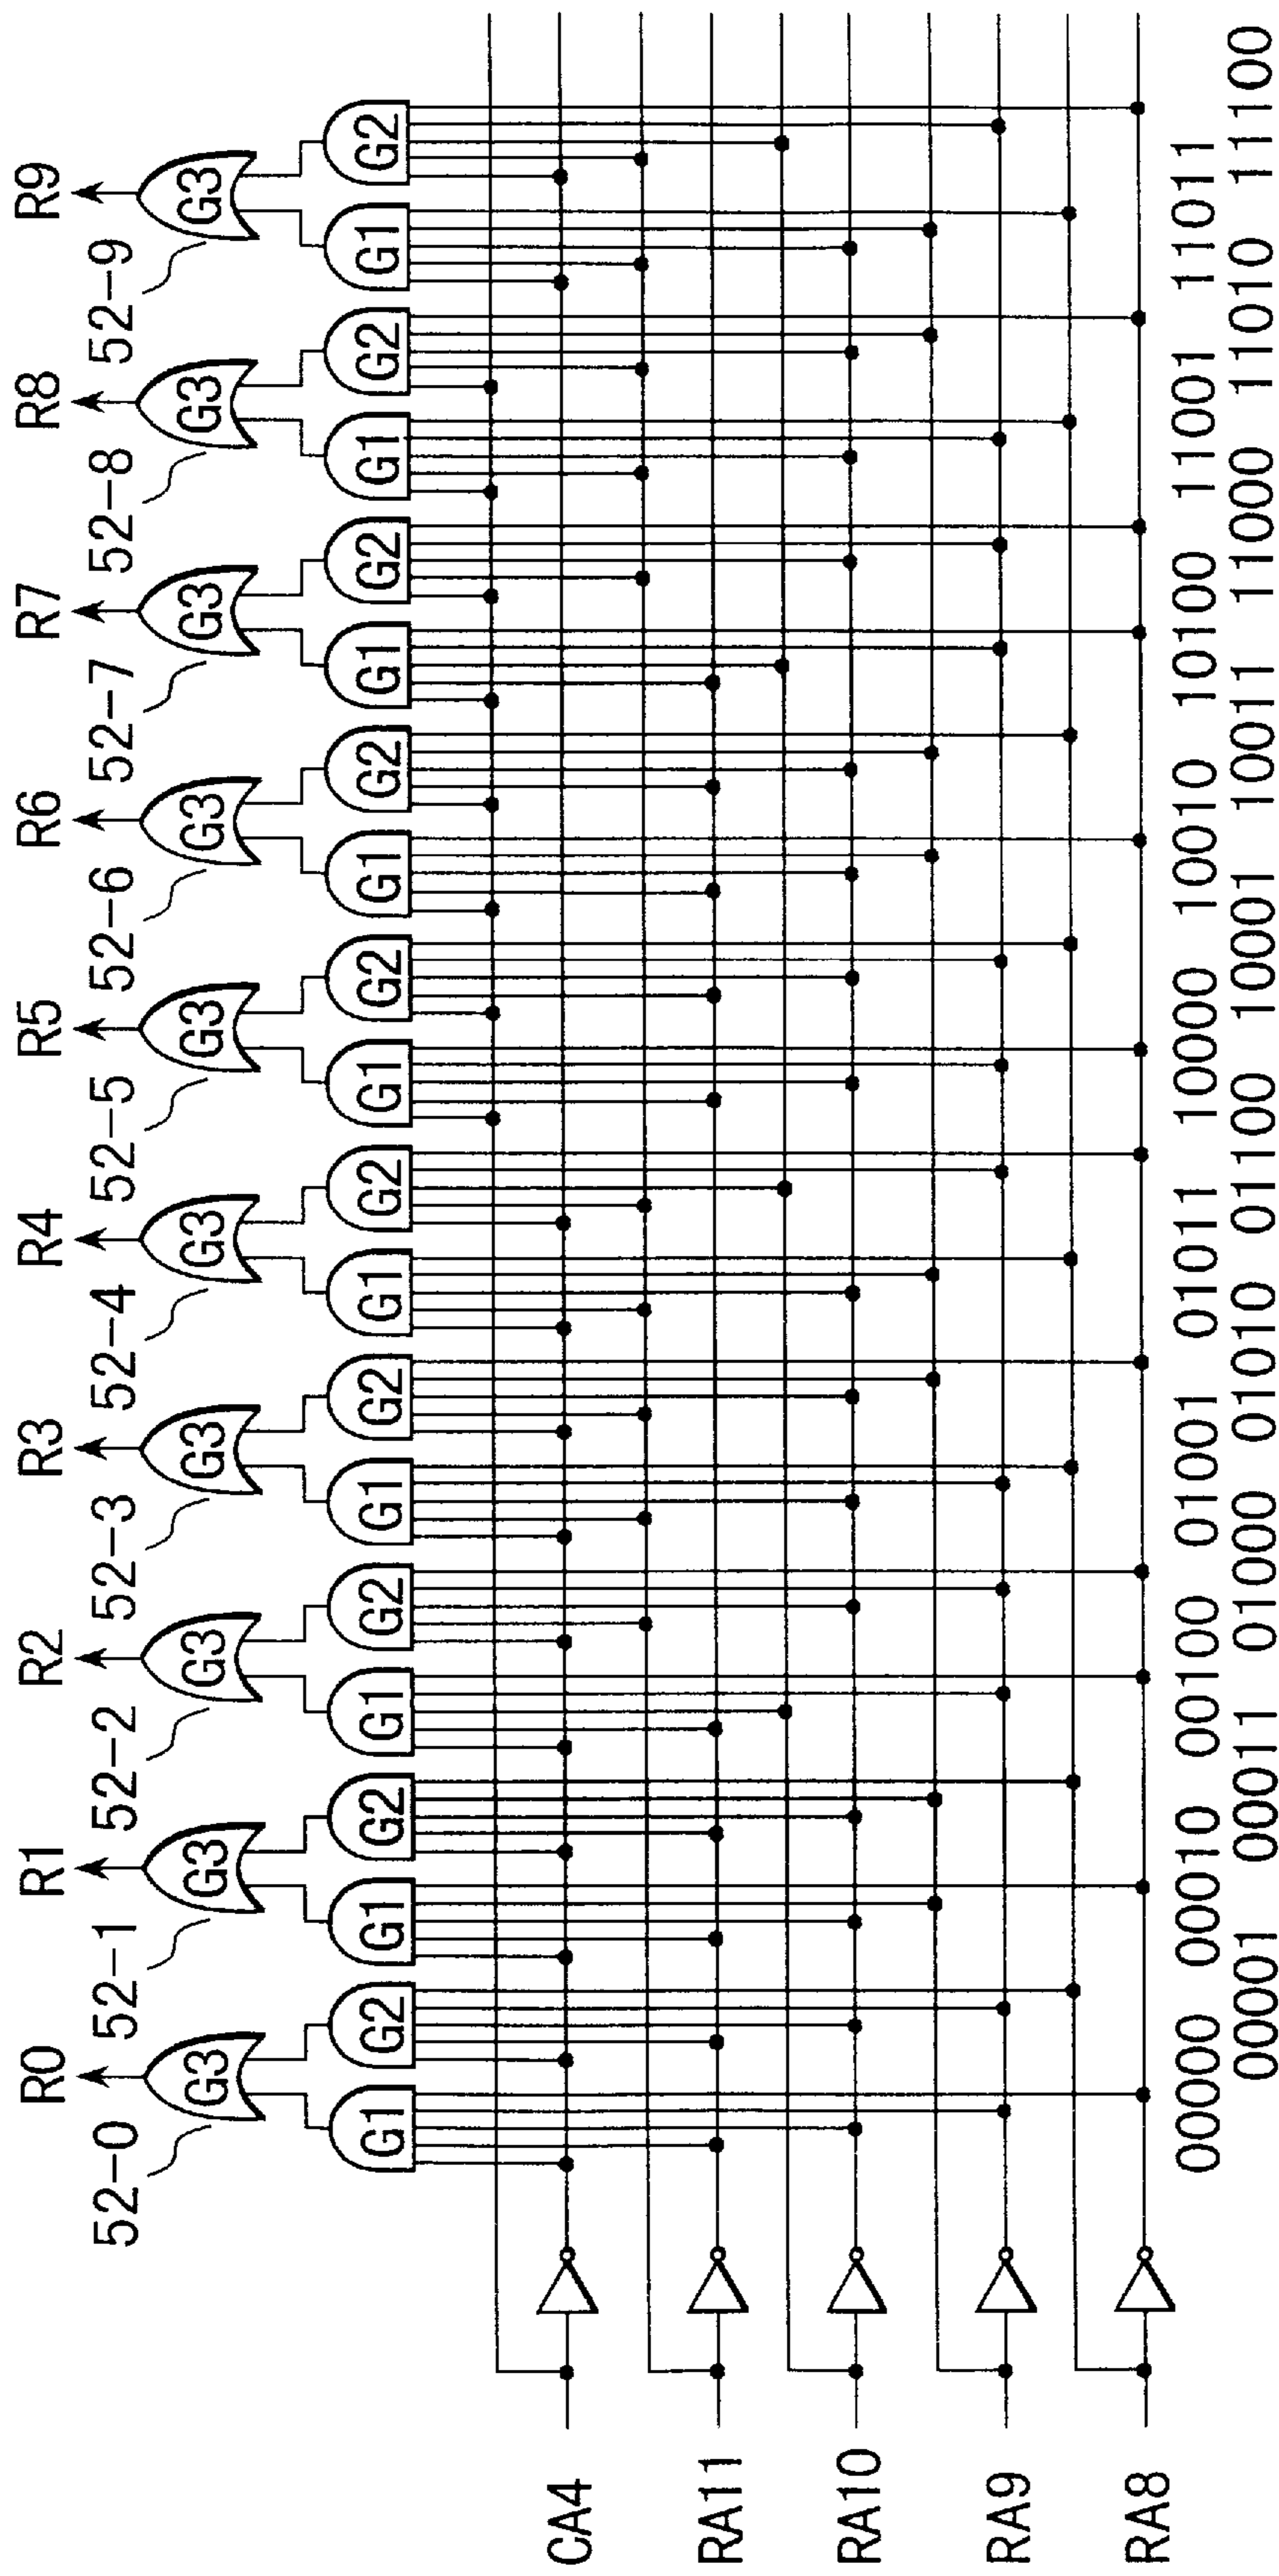 R0 R1 R2 R3 R4 R5 R6 R7 R8 R9
52-0 52-1 52-2 52-3 52-4 52-5 52-6 52-7 52-8 52-9
G3 G3 G3 G3 G3 G3 G3 G3 G3 G3
G1 G2 G1 G2 G1 G2 G1 G2 G1 G2 G1 G2 G1 G2 G1 G2 G1 G2 G1 G2
CA4
RA11
RA10
RA9
RA8
00000 00010 00100 01001 01011 10000 10010 10100 11001 11011
00001 00011 01000 01010 01100 10001 10011 11000 11010 11100